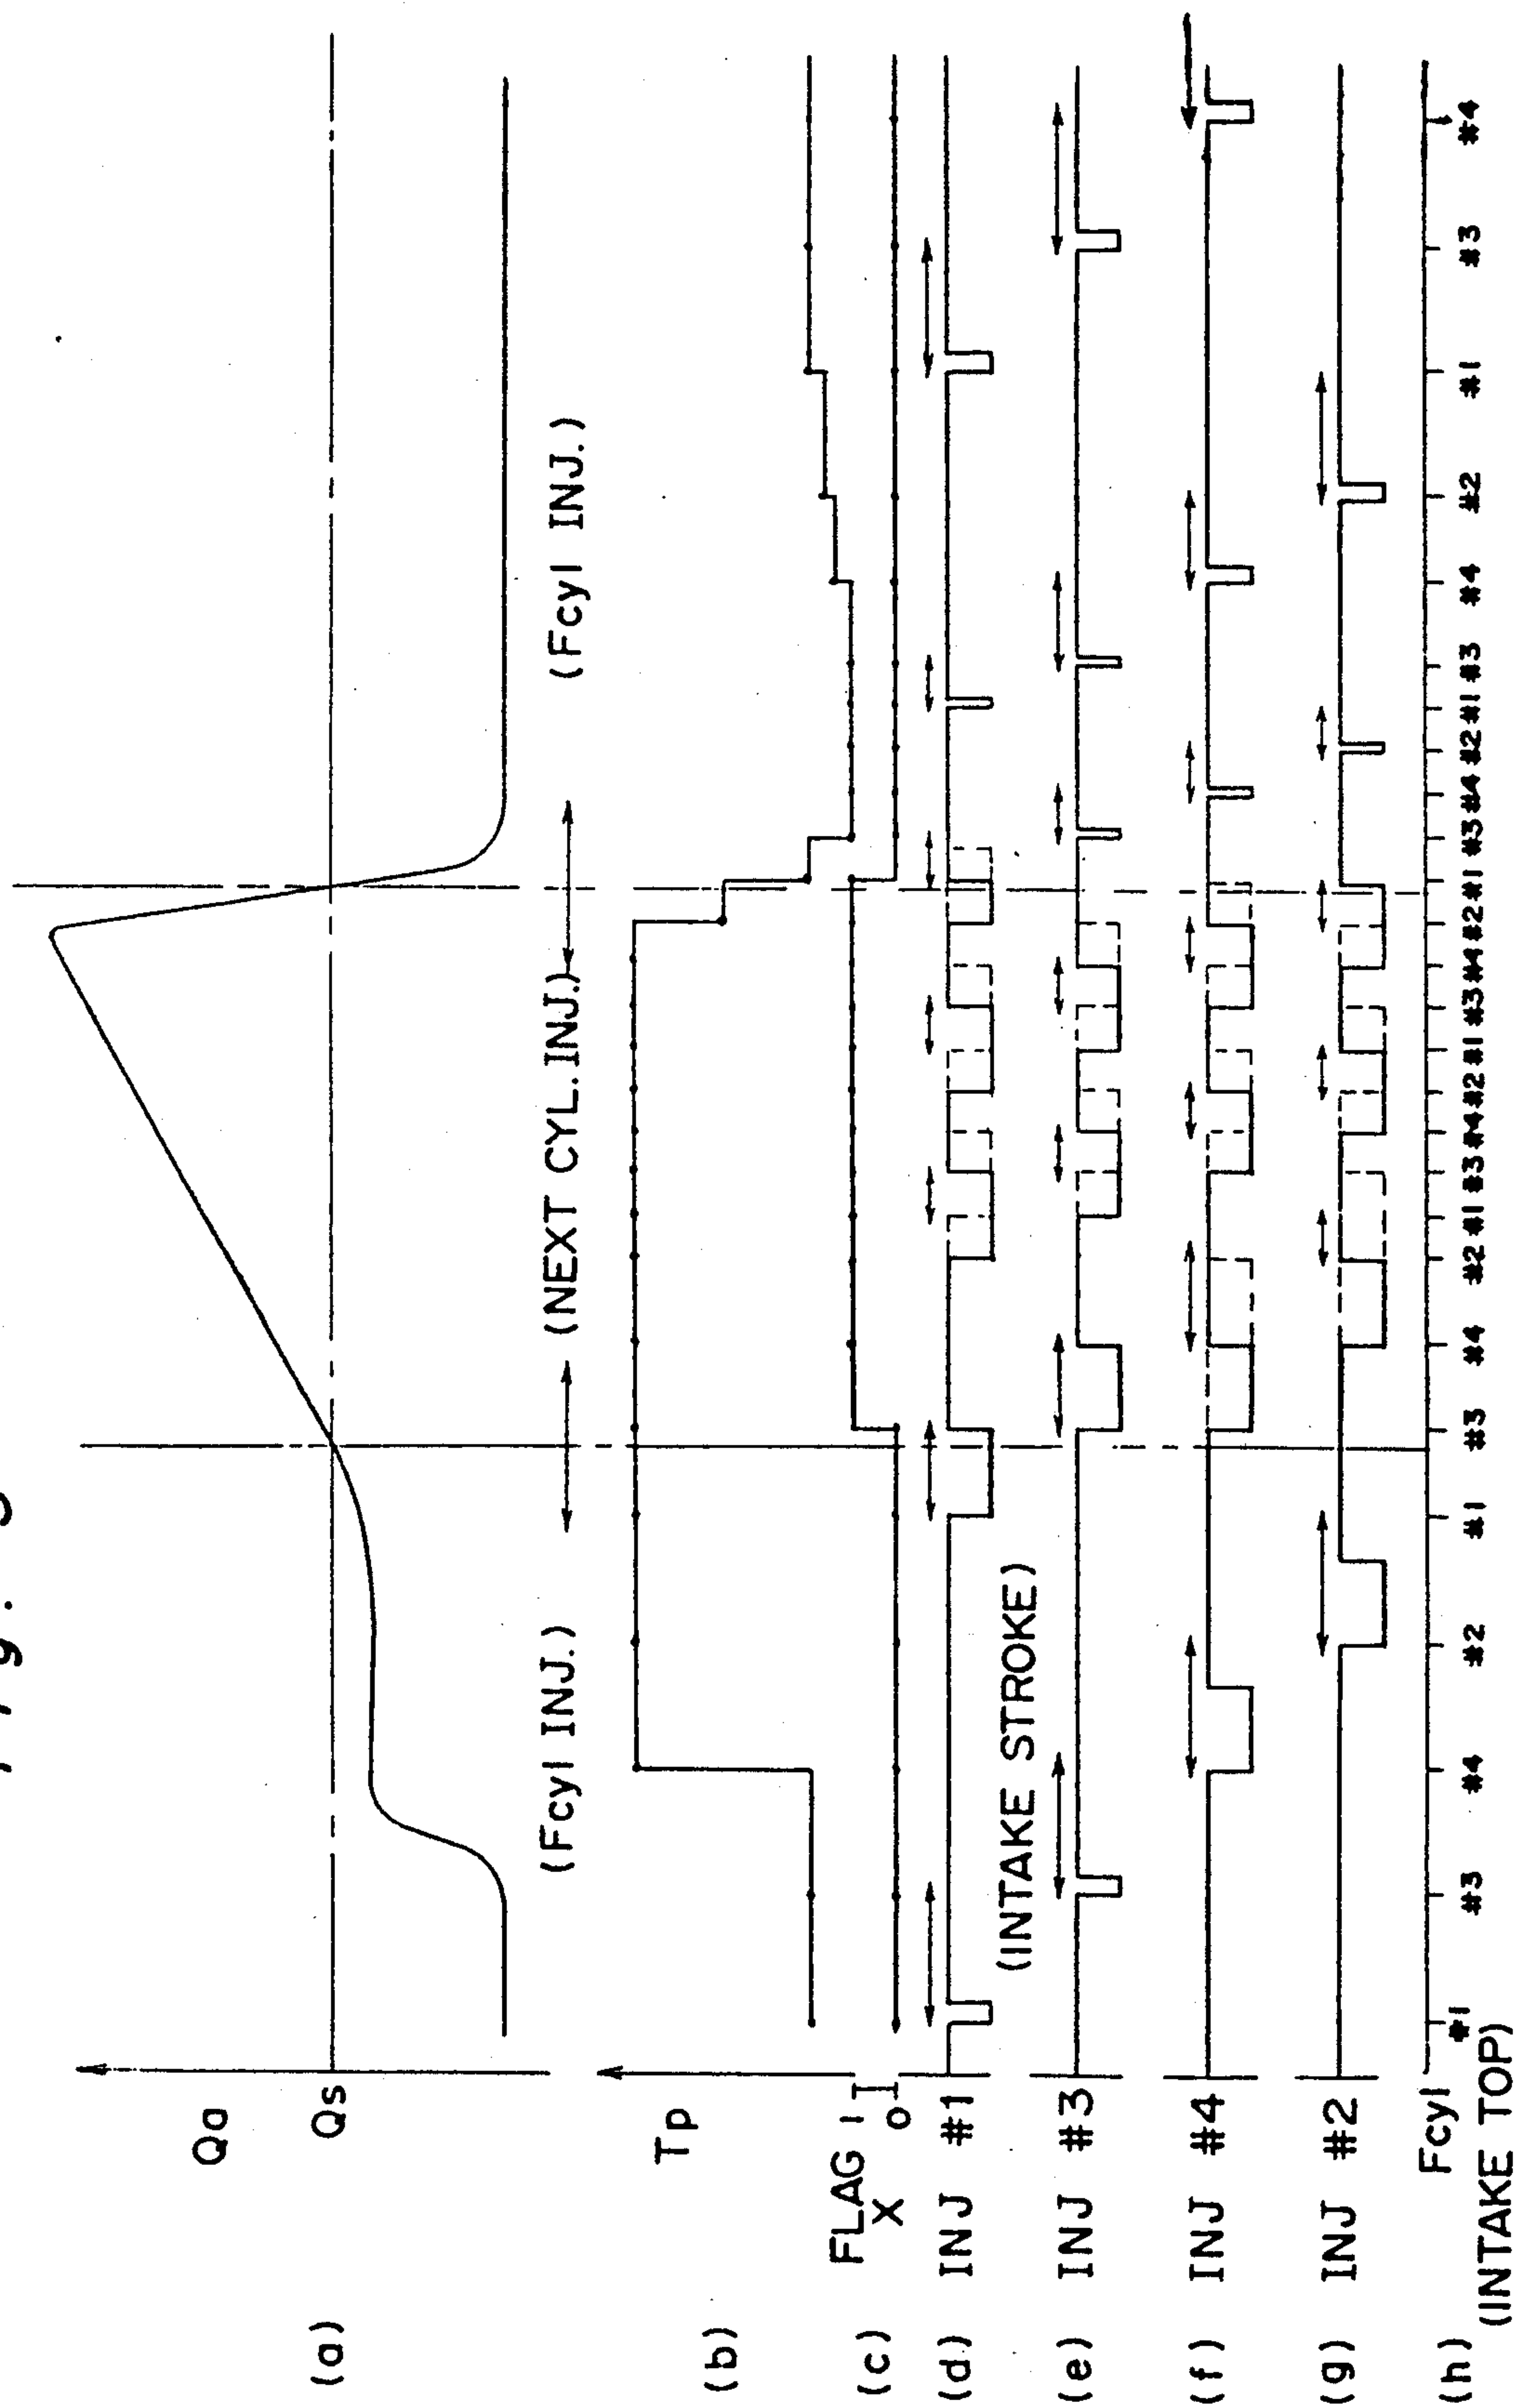 Fig.
(a) Qa
Qs
(Fcyl INJ.) (NEXT CYL.INJ.) (Fcyl INJ.)
(b) Tp
(c) FLAG X 1 0
(d) INJ #1
(INTAKE STROKE)
(e) INJ #3
(f) INJ #4
(g) INJ #2
(h) Fcyl
(INTAKE TOP)
#1 #3 #4 #2 #1 #3 #4 #2 #1 #3 #4 #2 #1 #3 #4 #2 #1 #3 #4 #2 #1 #3 #4 #2 #1 #3 #4